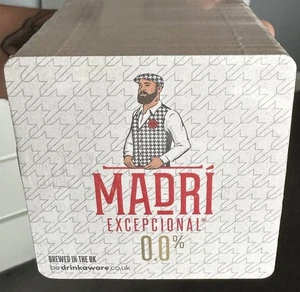 MADRÍ
EXCEPCIONAL®
0.0%
BREWED IN THE UK
bedrinkaware.co.uk